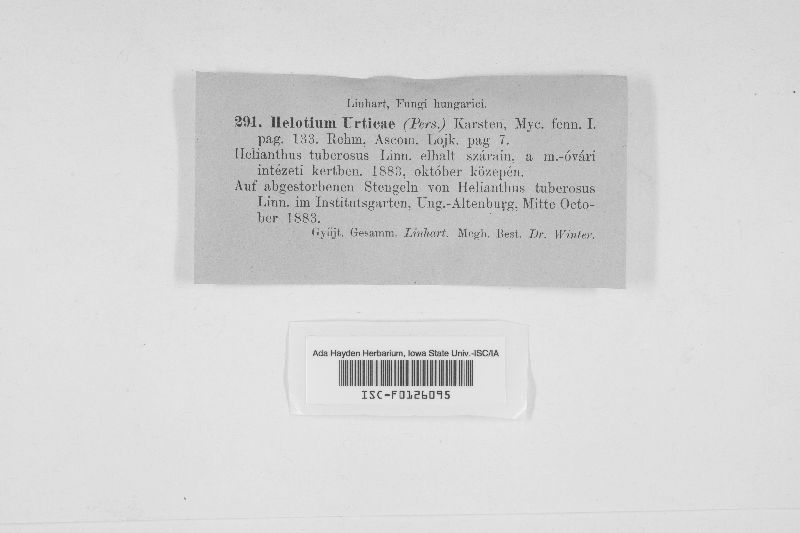 Linhart, Fungi hungarici.
291. Helotium Urticae (Pers.) Karsten, Myc. fenn. I.
pag. 133. Rehm, Ascom. Lojk. pag 7.
Helianthus tuberosus Linn. elhalt szárain, a m.-óvári
intézeti kertben. 1883, október közepén.
Auf abgestorbenen Stengeln von Helianthus tuberosus
Linn. im Institutsgarten, Ung.-Altenburg, Mitte Octo-
ber 1883.
Gyüjt. Gesamm. Linhart. Megh. Best. Dr. Winter.
Ada Hayden Herbarium, Iowa State Univ.-ISC/IA
ISC-F0126095